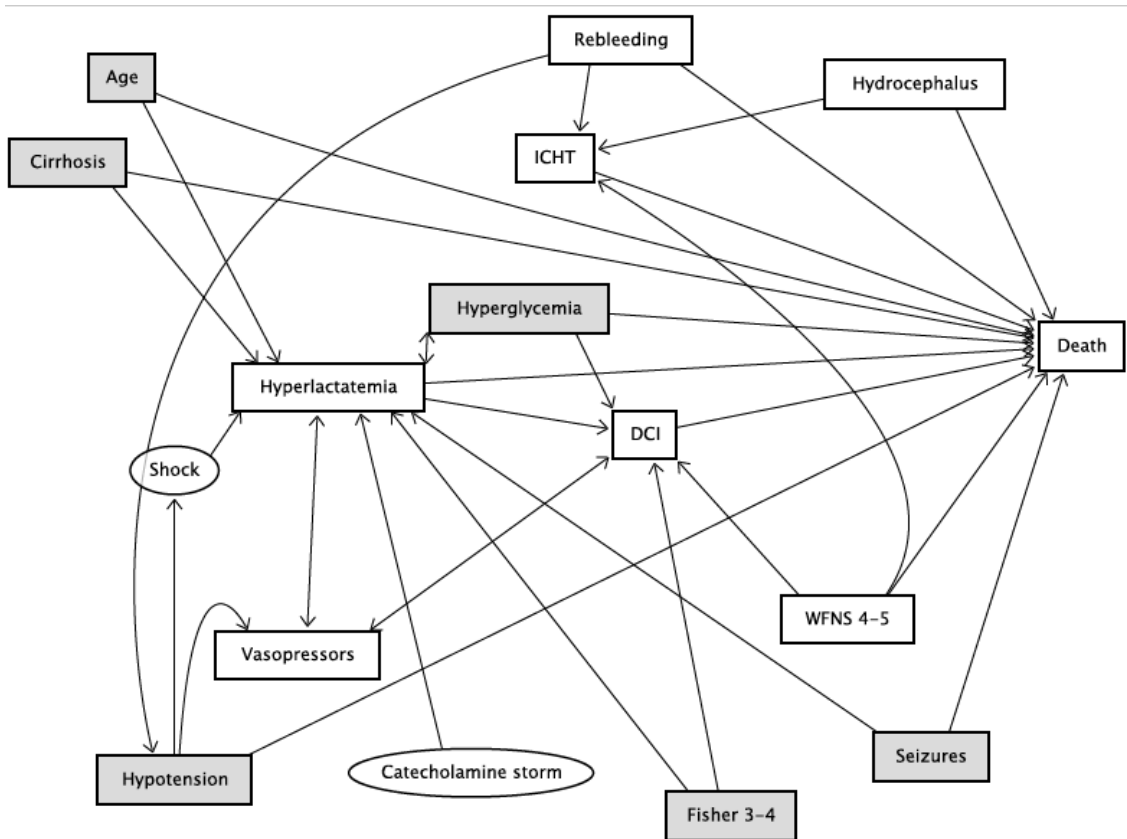 Rebleeding
Age
Hydrocephalus
ICHT
Cirrhosis
Hyperglycemia
Death
Hyperlactatemia
DCI
Shock
WFNS 4-5
Vasopressors
Seizures
Hypotension
Catecholamine storm
Fisher 3-4